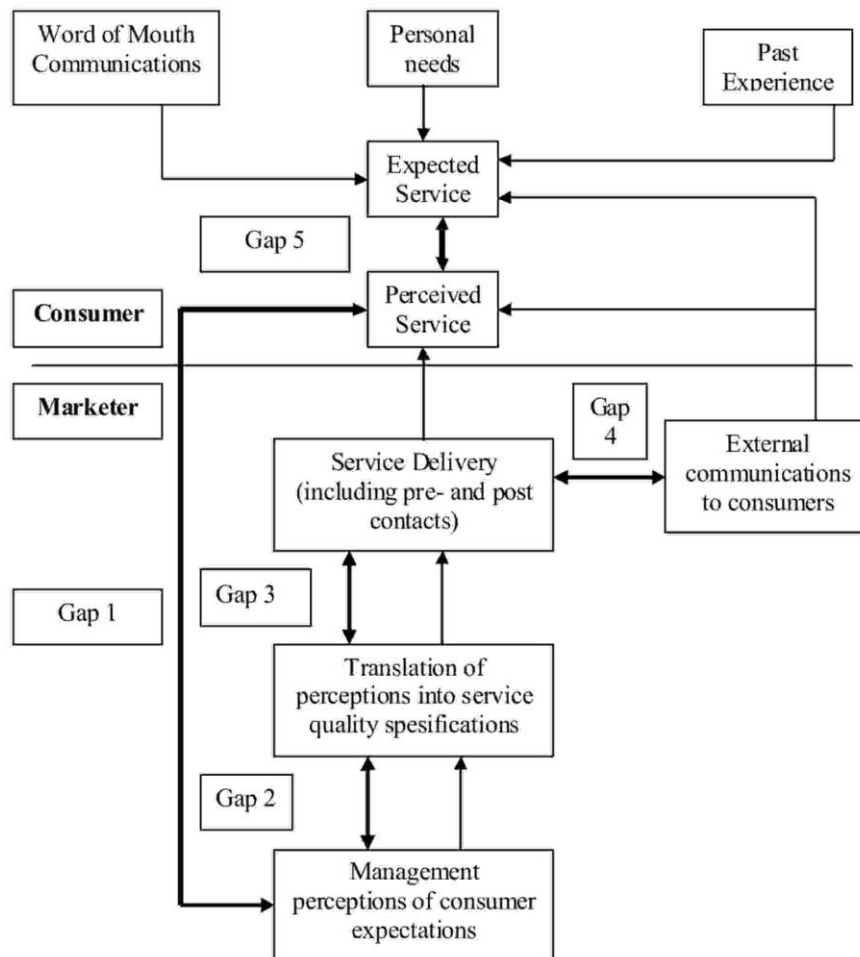 Word of Mouth
Communications
Personal
needs
Past
Experience
Expected
Service
Gap 5
Perceived
Service
Consumer
Marketer
Gap
4
Service Delivery
(including pre- and post
contacts)
External
communications
to consumers
Gap 1
Gap 3
Translation of
perceptions into service
quality spesifications
Gap 2
Management
perceptions of consumer
expectations